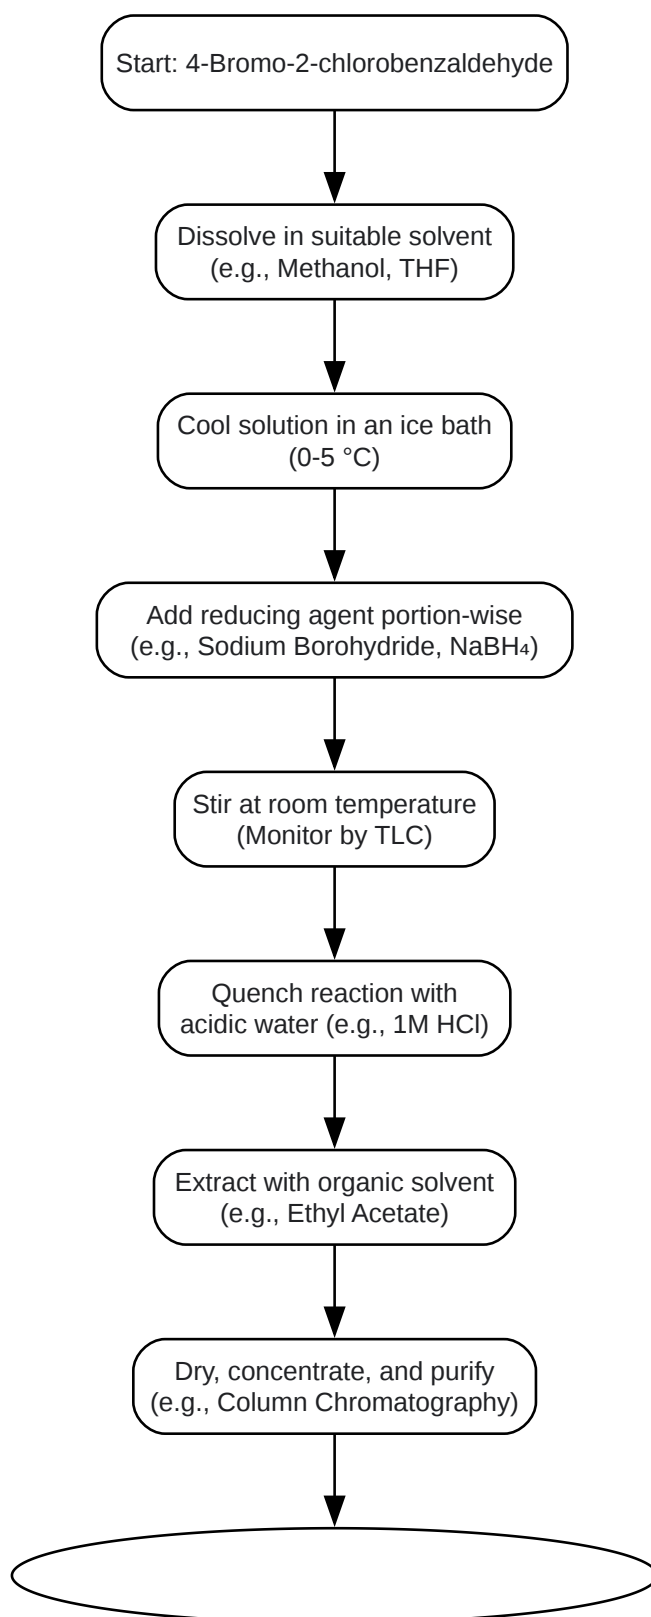 Start: 4-Bromo-2-chlorobenzaldehyde
Dissolve in suitable solvent
(e.g., Methanol, THF)
Cool solution in an ice bath
(0-5 °C)
Add reducing agent portion-wise
(e.g., Sodium Borohydride, NaBH₄)
Stir at room temperature
(Monitor by TLC)
Quench reaction with
acidic water (e.g., 1M HCl)
Extract with organic solvent
(e.g., Ethyl Acetate)
Dry, concentrate, and purify
(e.g., Column Chromatography)